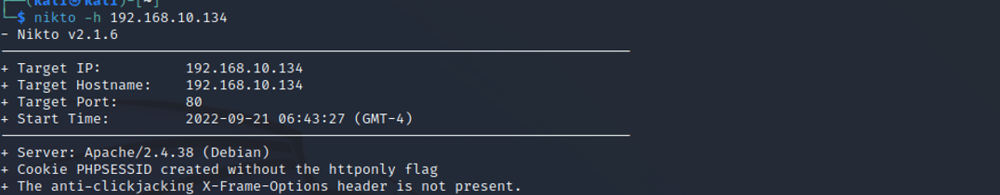 (kali㉿kali)-[~]
$ nikto -h 192.168.10.134
- Nikto v2.1.6
+ Target IP: 192.168.10.134
+ Target Hostname: 192.168.10.134
+ Target Port: 80
+ Start Time: 2022-09-21 06:43:27 (GMT-4)
+ Server: Apache/2.4.38 (Debian)
+ Cookie PHPSESSID created without the httponly flag
+ The anti-clickjacking X-Frame-Options header is not present.